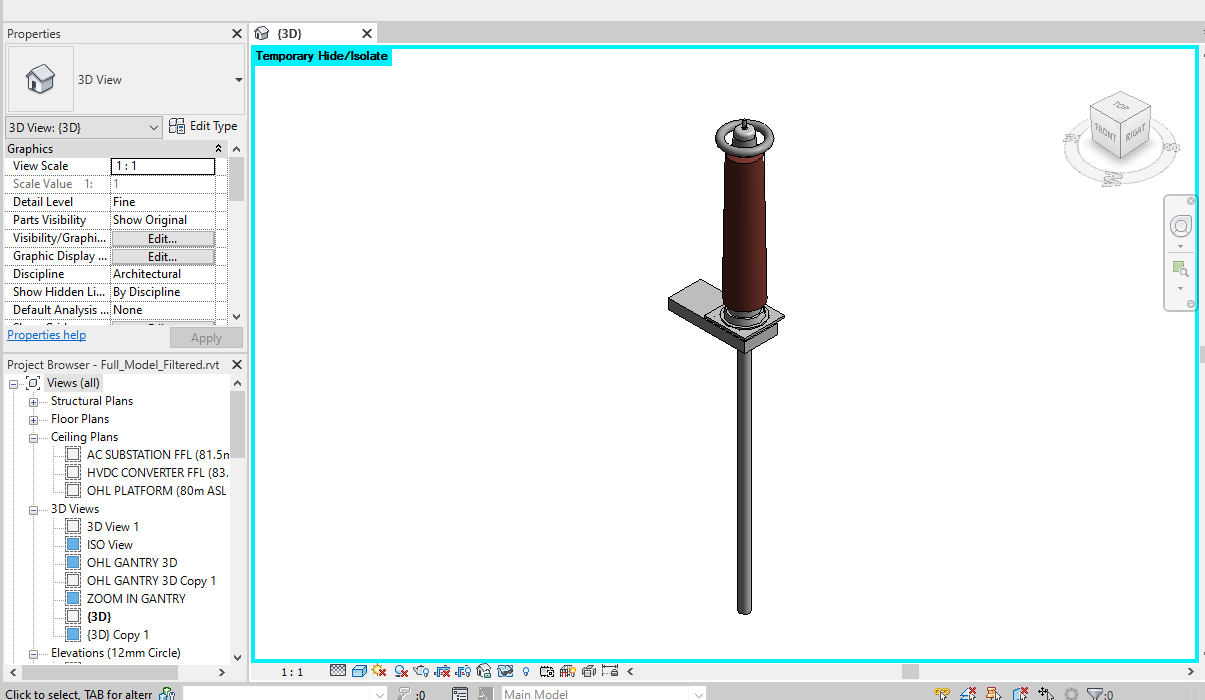 Properties
3D View
3D View: {3D}
Edit Type
Graphics
View Scale 1 : 1
Scale Value 1: 1
Detail Level Fine
Parts Visibility Show Original
Visibility/Graphi... Edit...
Graphic Display ... Edit...
Discipline Architectural
Show Hidden Li... By Discipline
Default Analysis ... None
Properties help
Apply
Project Browser - Full_Model_Filtered.rvt
Views (all)
Structural Plans
Floor Plans
Ceiling Plans
AC SUBSTATION FFL (81.5m
HVDC CONVERTER FFL (83.
OHL PLATFORM (80m ASL
3D Views
3D View 1
ISO View
OHL GANTRY 3D
OHL GANTRY 3D Copy 1
ZOOM IN GANTRY
{3D}
{3D} Copy 1
Elevations (12mm Circle)
{3D}
Temporary Hide/Isolate
TOP
FRONT
RIGHT
W
S
1 : 1
Click to select, TAB for altern
:0
Main Model
:0